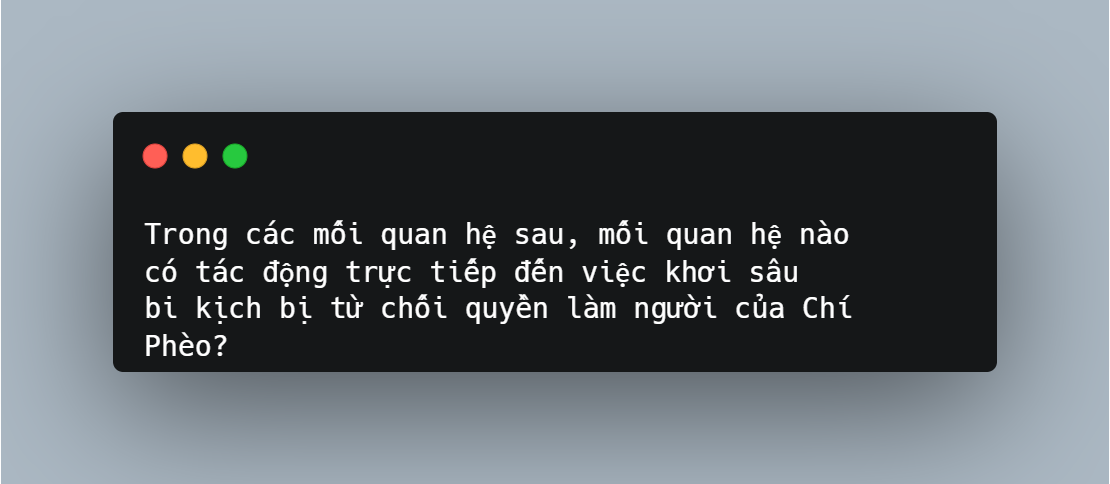 Trong các mối quan hệ sau, mối quan hệ nào
có tác động trực tiếp đến việc khơi sâu
bi kịch bị từ chối quyền làm người của Chí
Phèo?